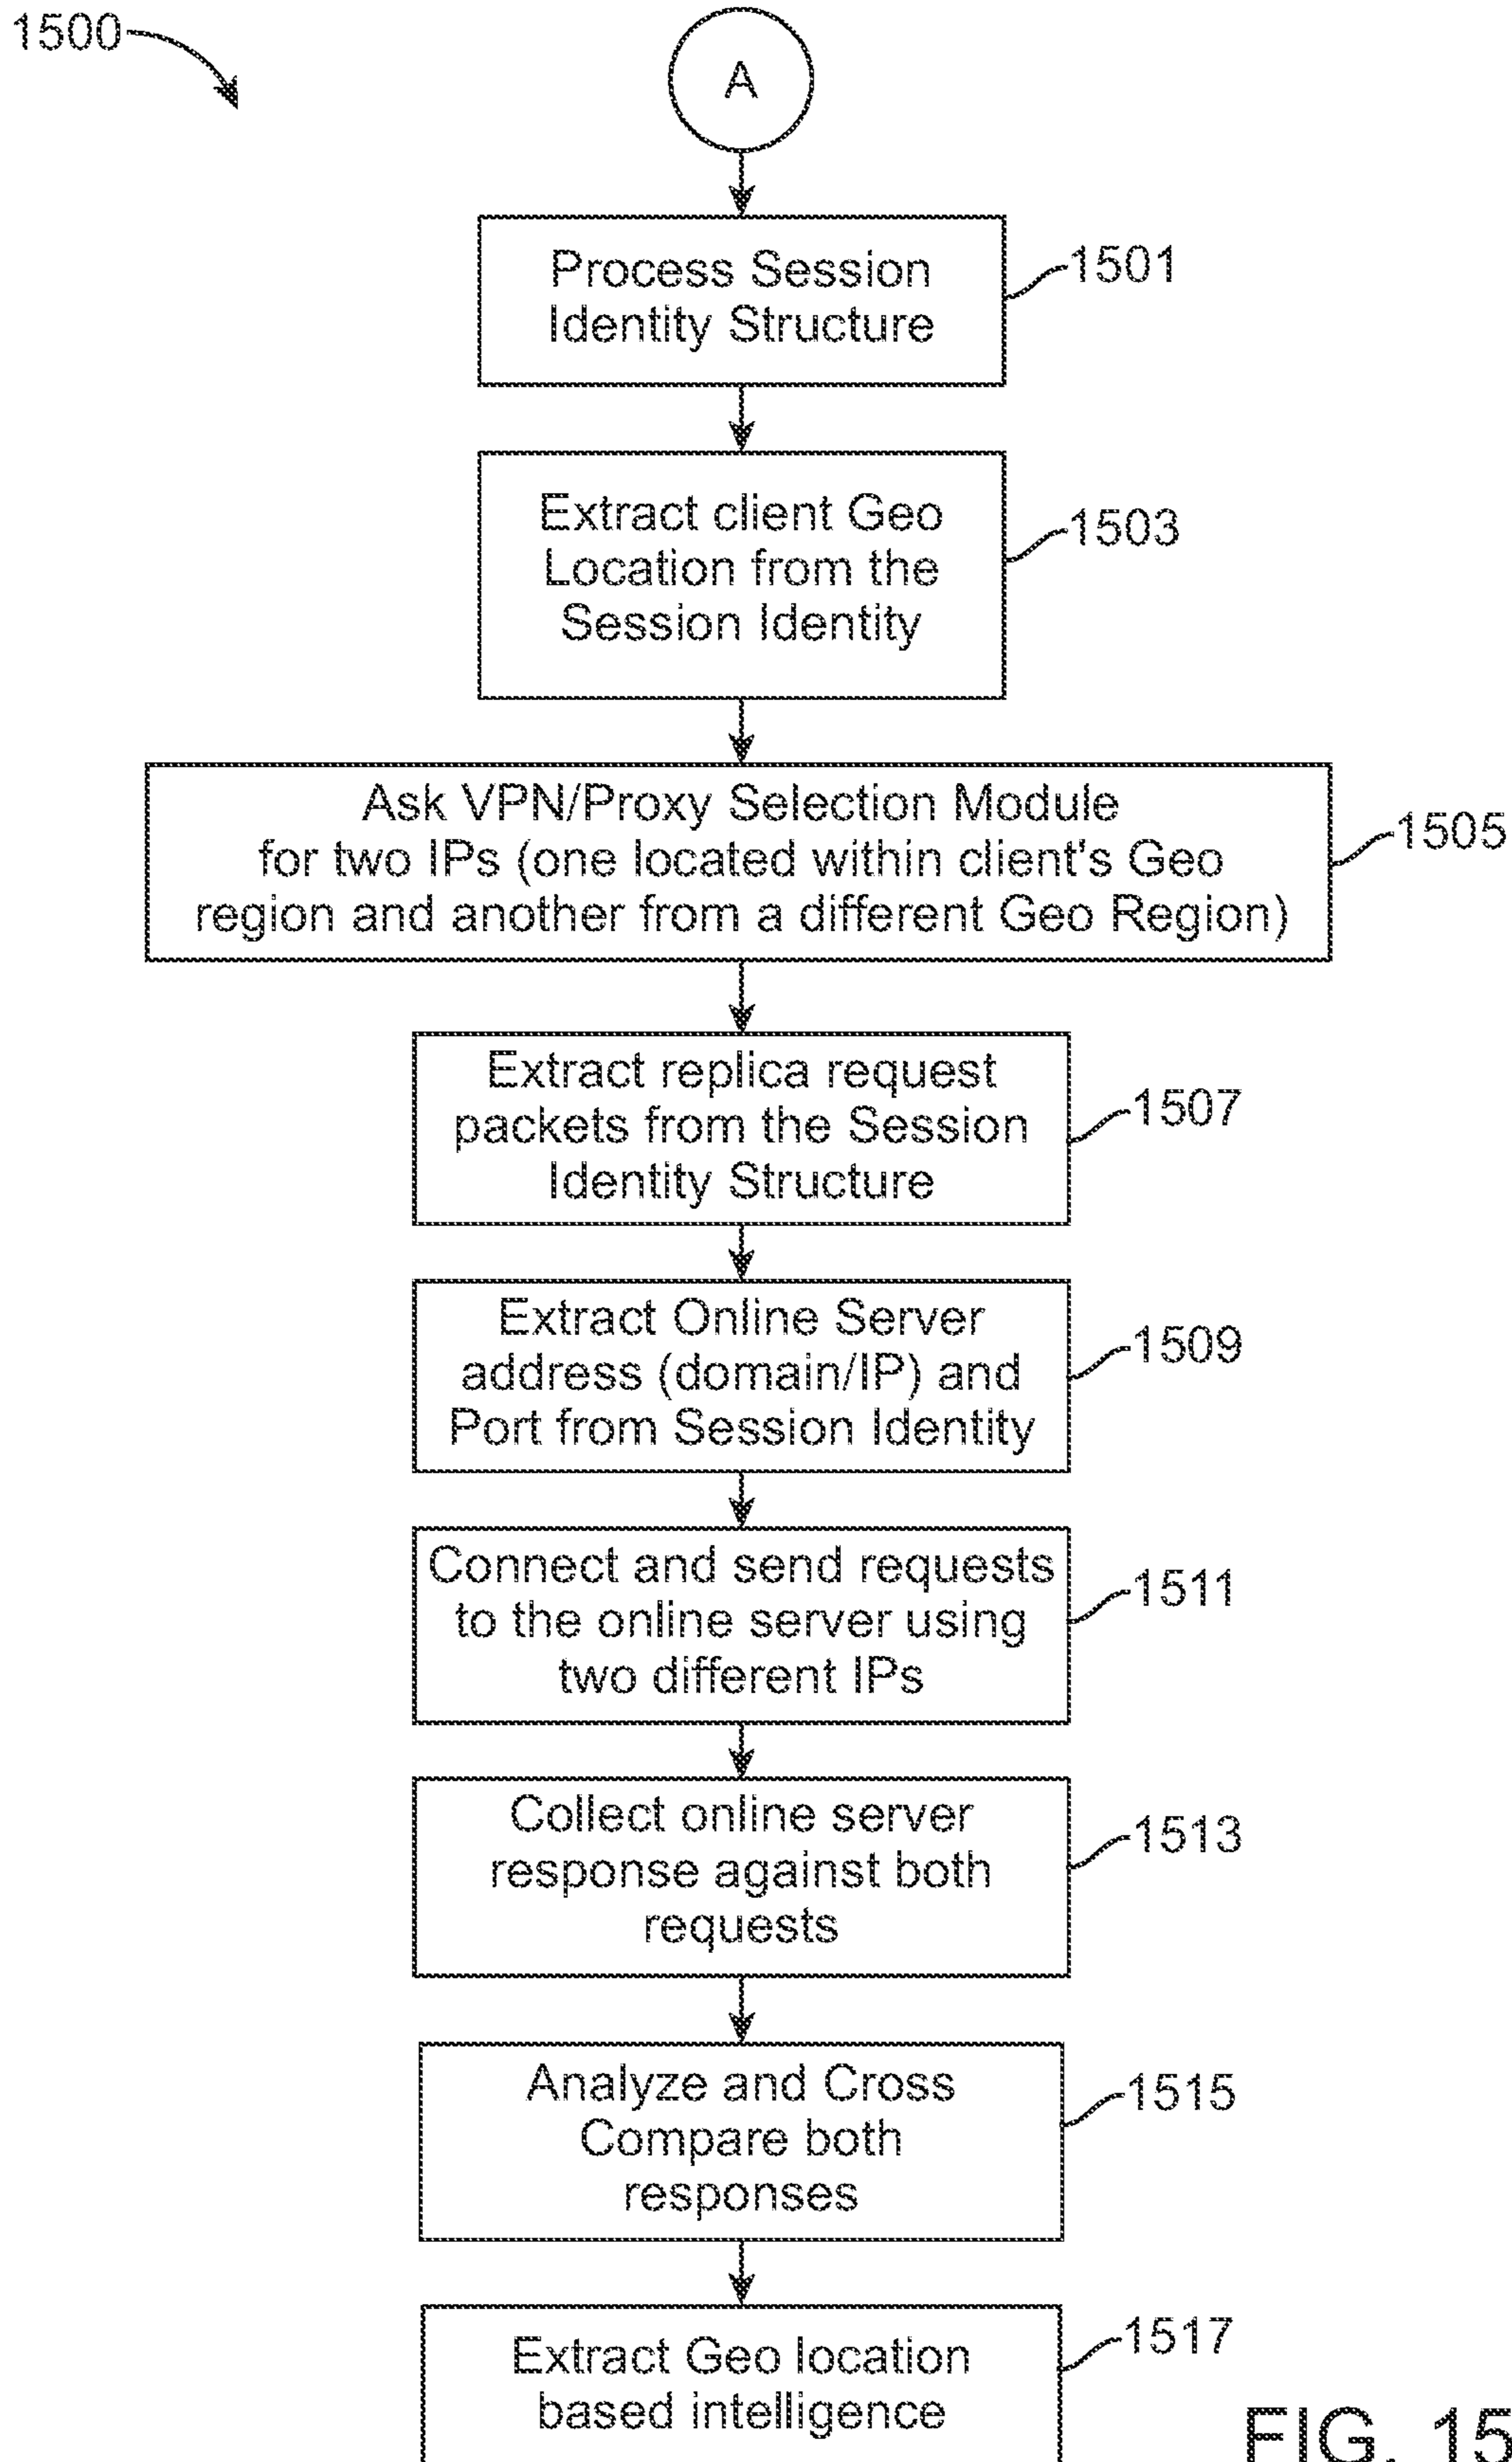 1500
A
Process Session
Identity Structure
1501
Extract client Geo
Location from the
Session Identity
1503
Ask VPN/Proxy Selection Module
for two IPs (one located within client's Geo
region and another from a different Geo Region)
1505
Extract replica request
packets from the Session
Identity Structure
1507
Extract Online Server
address (domain/IP) and
Port from Session Identity
1509
Connect and send requests
to the online server using
two different IPs
1511
Collect online server
response against both
requests
1513
Analyze and Cross
Compare both
responses
1515
Extract Geo location
based intelligence
1517
FIG. 15